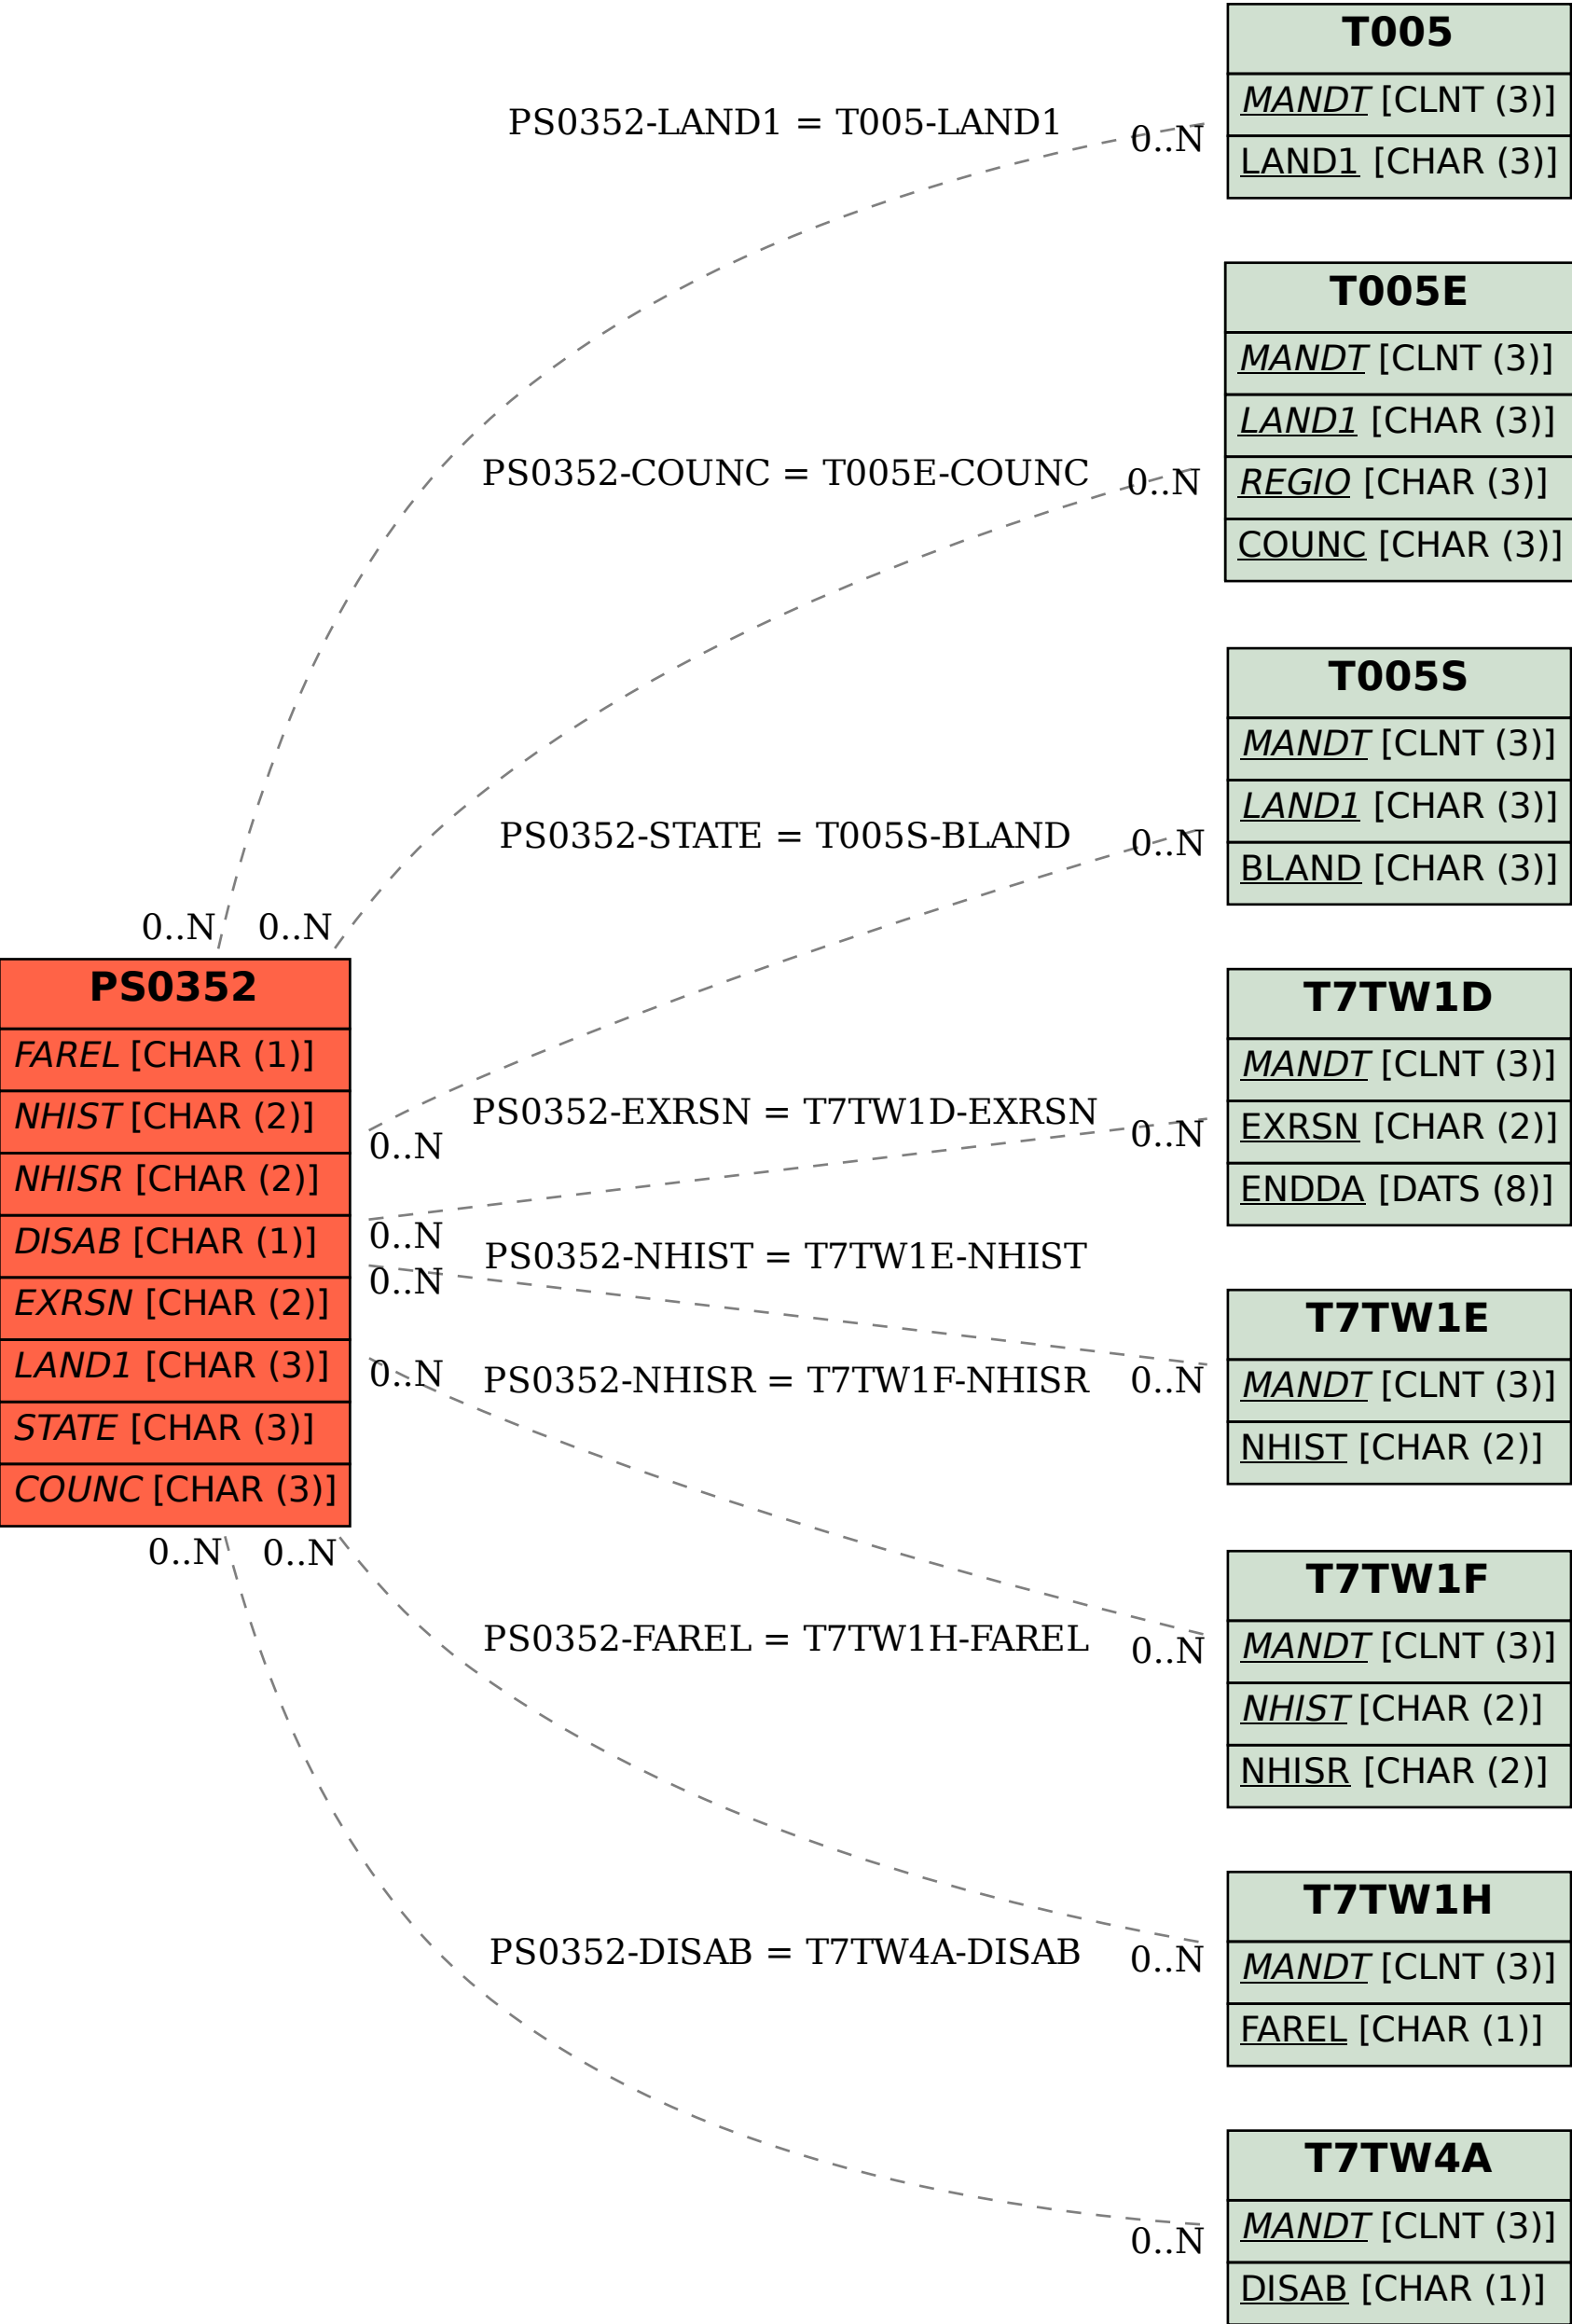 T005
MANDT [CLNT (3)]
LAND1 [CHAR (3)]
PS0352-LAND1 = T005-LAND1
0..N
T005E
MANDT [CLNT (3)]
LAND1 [CHAR (3)]
REGIO [CHAR (3)]
COUNC [CHAR (3)]
PS0352-COUNC = T005E-COUNC
0..N
T005S
MANDT [CLNT (3)]
LAND1 [CHAR (3)]
BLAND [CHAR (3)]
PS0352-STATE = T005S-BLAND
0..N
0..N
0..N
PS0352
FAREL [CHAR (1)]
NHIST [CHAR (2)]
NHISR [CHAR (2)]
DISAB [CHAR (1)]
EXRSN [CHAR (2)]
LAND1 [CHAR (3)]
STATE [CHAR (3)]
COUNC [CHAR (3)]
0..N
0..N
0..N
0..N
0..N
0..N
T7TW1D
MANDT [CLNT (3)]
EXRSN [CHAR (2)]
ENDDA [DATS (8)]
PS0352-EXRSN = T7TW1D-EXRSN
0..N
PS0352-NHIST = T7TW1E-NHIST
T7TW1E
MANDT [CLNT (3)]
NHIST [CHAR (2)]
PS0352-NHISR = T7TW1F-NHISR
0..N
T7TW1F
MANDT [CLNT (3)]
NHIST [CHAR (2)]
NHISR [CHAR (2)]
PS0352-FAREL = T7TW1H-FAREL
0..N
T7TW1H
MANDT [CLNT (3)]
FAREL [CHAR (1)]
PS0352-DISAB = T7TW4A-DISAB
0..N
T7TW4A
MANDT [CLNT (3)]
DISAB [CHAR (1)]
0..N